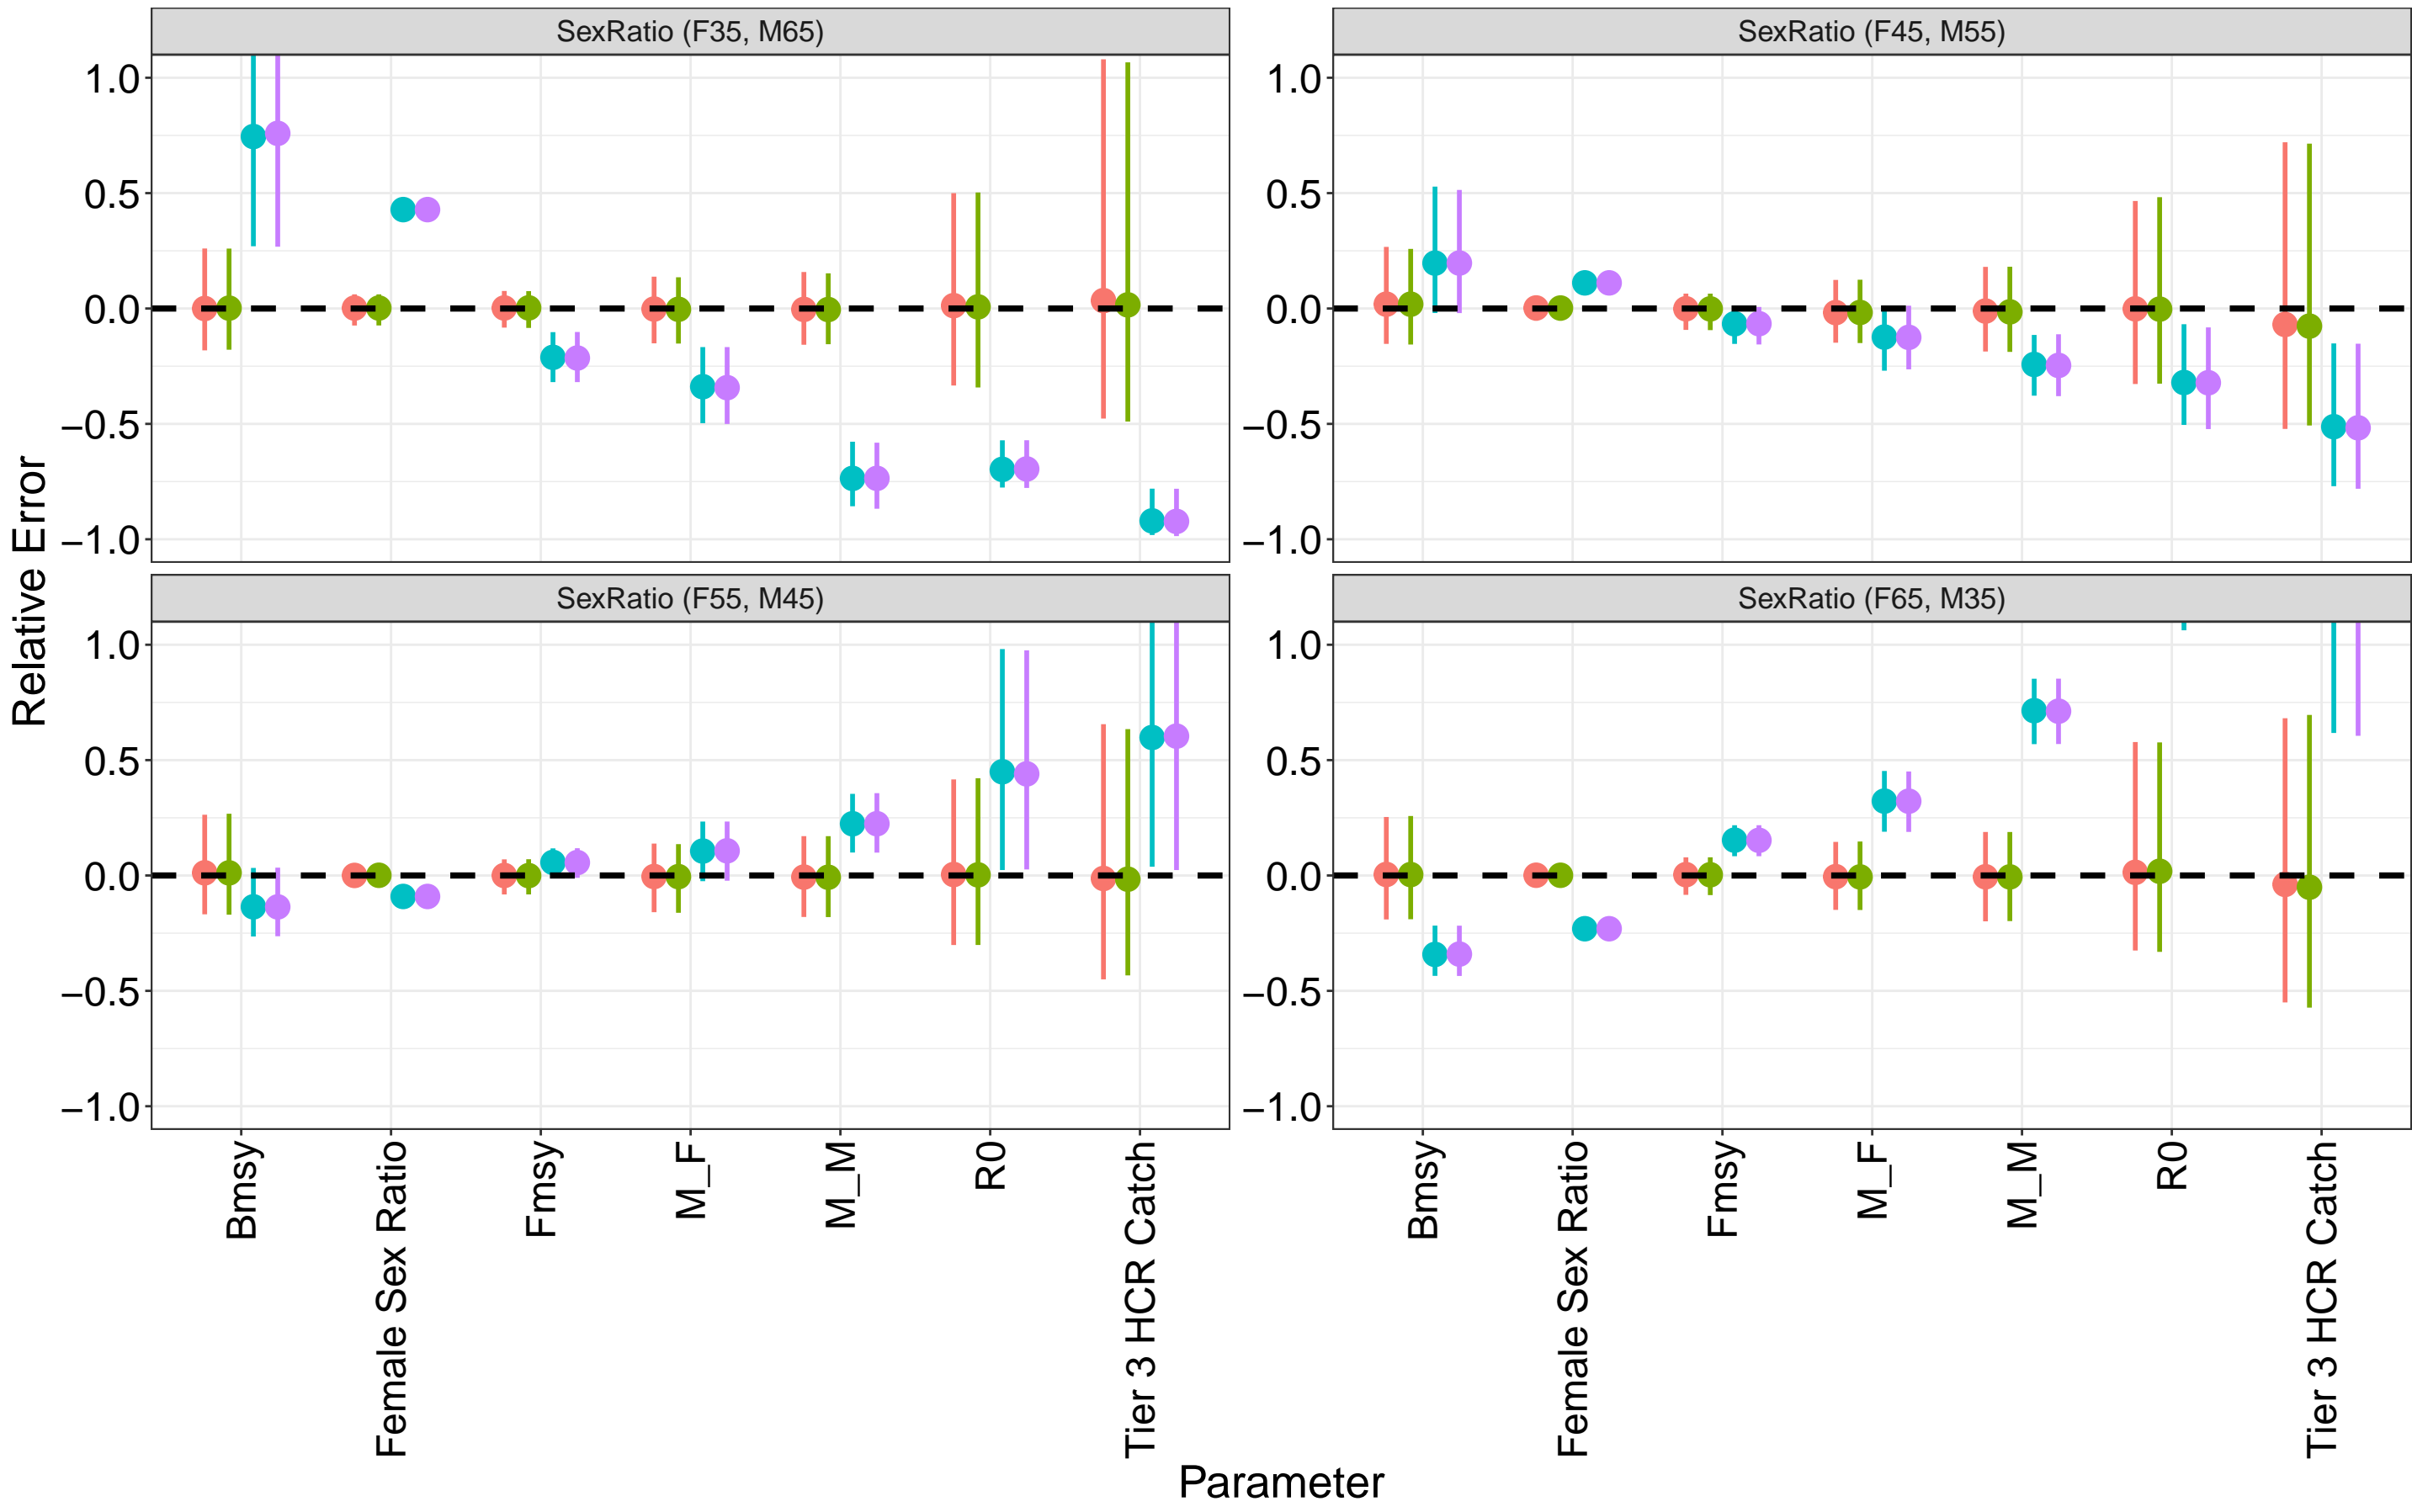 SexRatio (F35, M65)
SexRatio (F45, M55)
1.0
0.5
0.0
−0.5
−1.0
1.0
0.5
0.0
−0.5
−1.0
SexRatio (F55, M45)
SexRatio (F65, M35)
1.0
0.5
0.0
−0.5
−1.0
1.0
0.5
0.0
−0.5
−1.0
Relative Error
Bmsy
Female Sex Ratio
Fmsy
M_F
M_M
R0
Tier 3 HCR Catch
Bmsy
Female Sex Ratio
Fmsy
M_F
M_M
R0
Tier 3 HCR Catch
Parameter